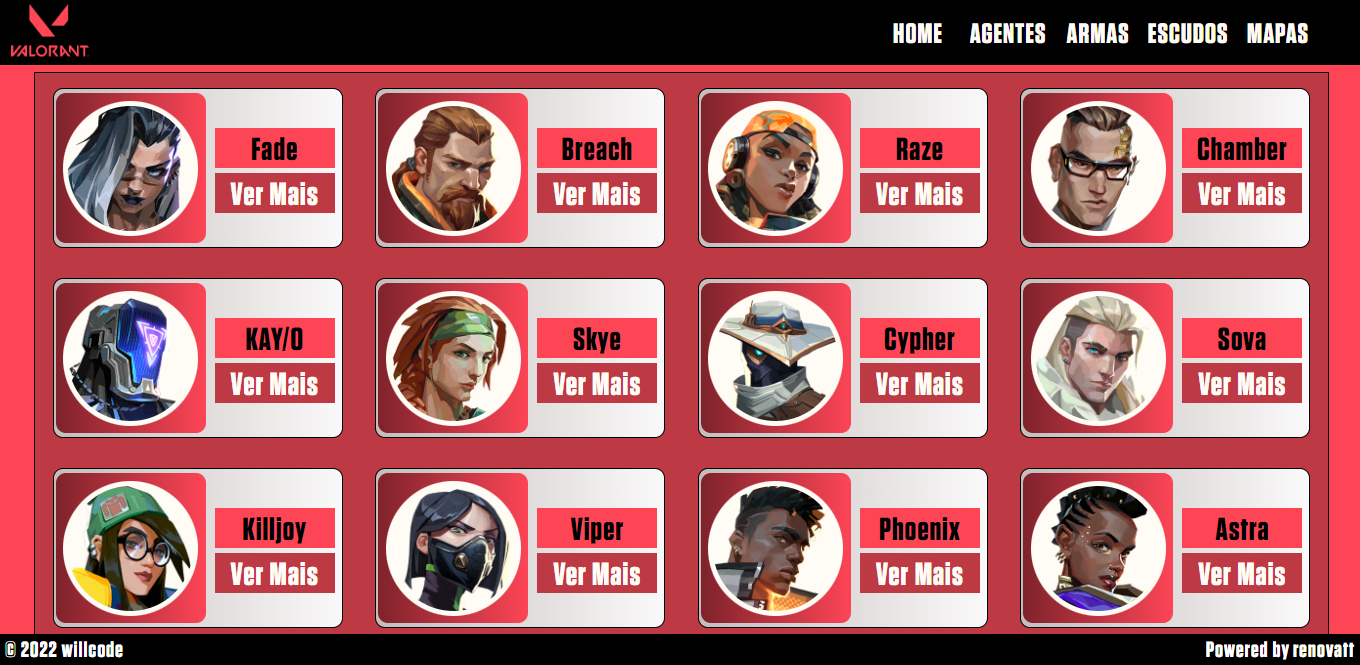 VALORANT
HOME AGENTES ARMAS ESCUDOS MAPAS
Fade
Ver Mais
Breach
Ver Mais
Raze
Ver Mais
Chamber
Ver Mais
KAY/O
Ver Mais
Skye
Ver Mais
Cypher
Ver Mais
Sova
Ver Mais
Killjoy
Ver Mais
Viper
Ver Mais
Phoenix
Ver Mais
Astra
Ver Mais
© 2022 willcode
Powered by renovatt